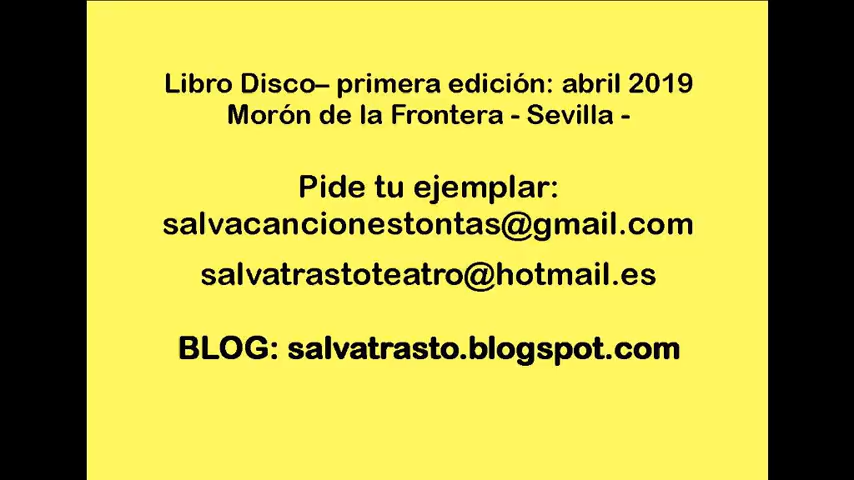 Libro Disco– primera edición: abril 2019
Morón de la Frontera - Sevilla -
Pide tu ejemplar:
salvacancionestontas@gmail.com
salvatrastoteatro@hotmail.es
BLOG: salvatrasto.blogspot.com